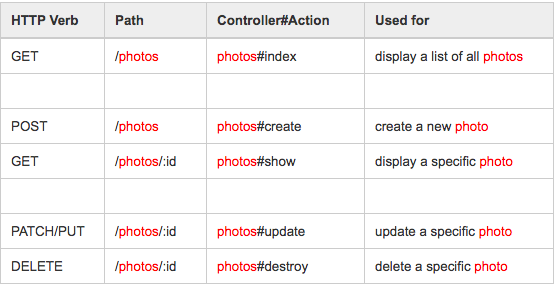 HTTP Verb Path Controller#Action Used for
GET /photos photos#index display a list of all photos
POST /photos photos#create create a new photo
GET /photos/:id photos#show display a specific photo
PATCH/PUT /photos/:id photos#update update a specific photo
DELETE /photos/:id photos#destroy delete a specific photo